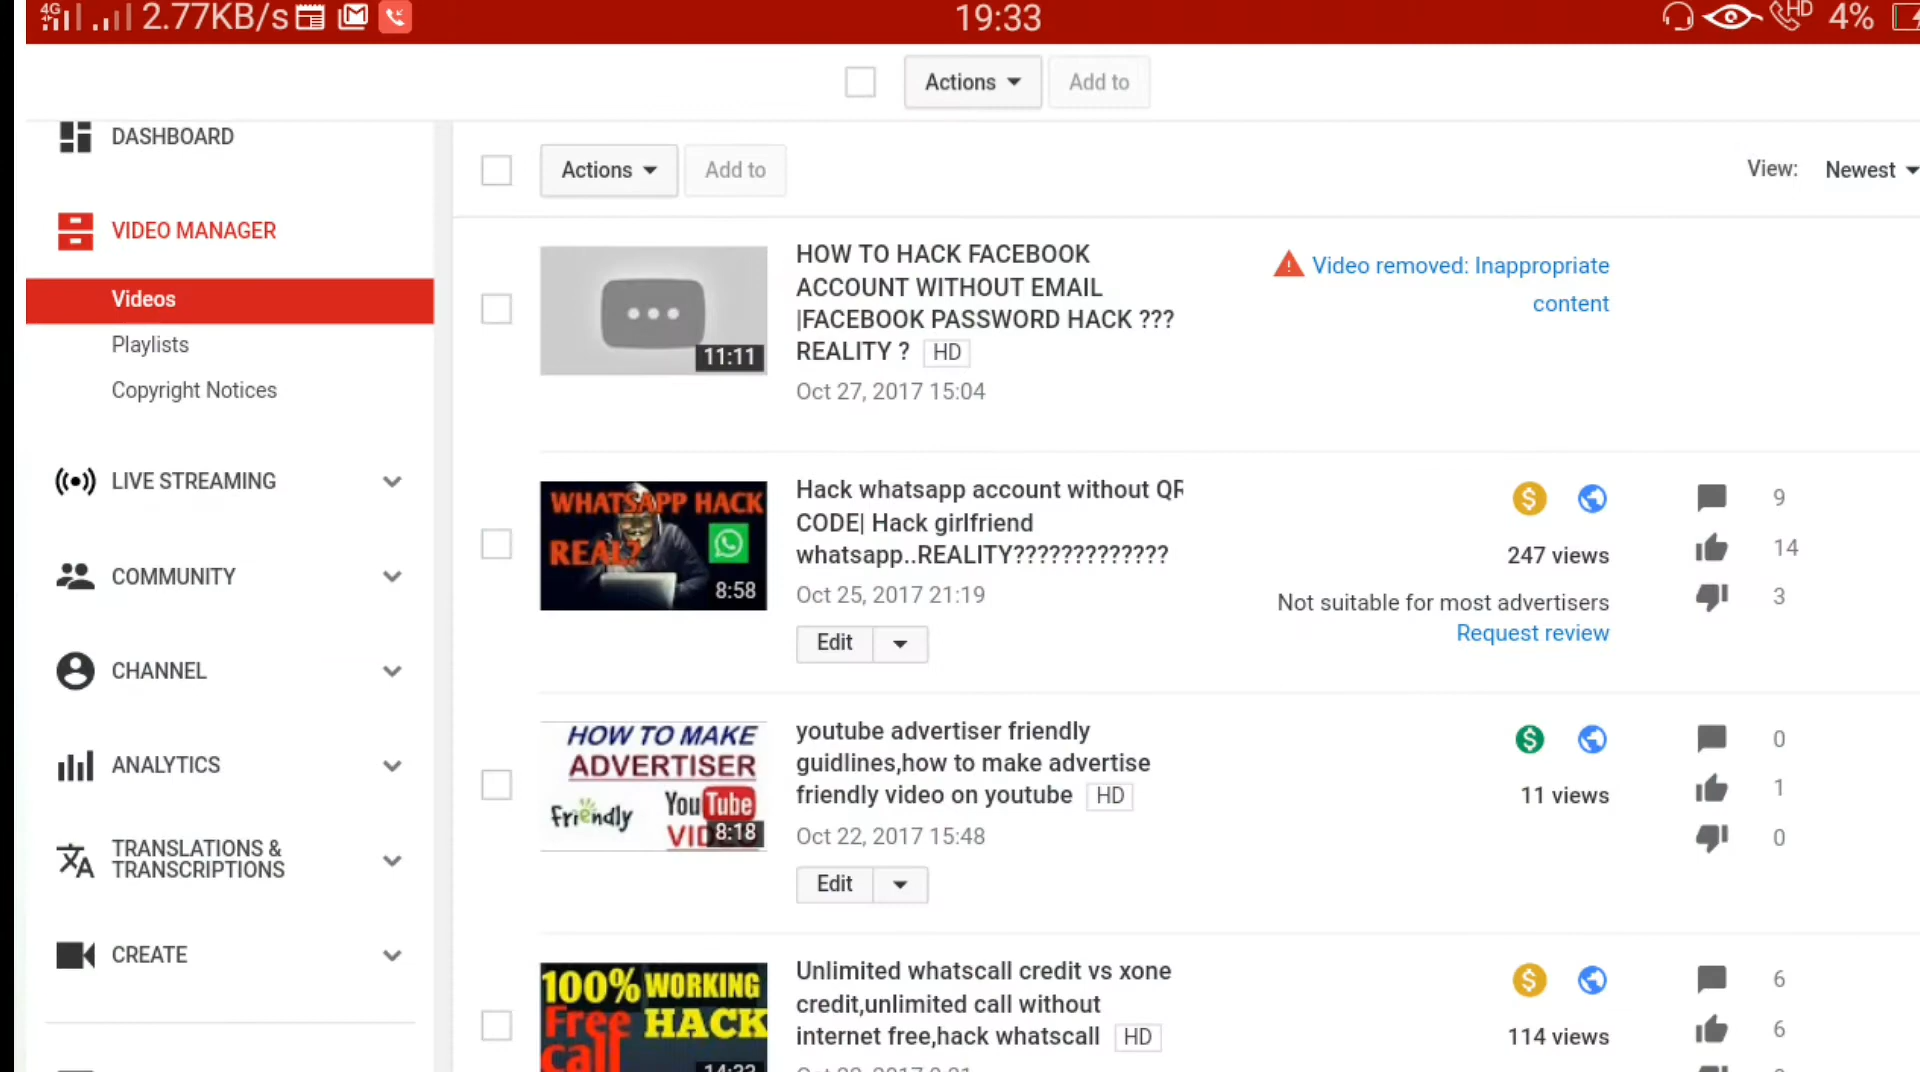 4G 2.77KB/s 19:33 HD 4%
Actions Add to
DASHBOARD
VIDEO MANAGER
Videos
Playlists
Copyright Notices
LIVE STREAMING
COMMUNITY
CHANNEL
ANALYTICS
TRANSLATIONS &
TRANSCRIPTIONS
CREATE
Actions Add to View: Newest
11:11
HOW TO HACK FACEBOOK
ACCOUNT WITHOUT EMAIL
|FACEBOOK PASSWORD HACK ???
REALITY ? HD
Oct 27, 2017 15:04
Video removed: Inappropriate
content
WHATSAPP HACK
REAL?
8:58
Hack whatsapp account without QR
CODE| Hack girlfriend
whatsapp..REALITY?????????????
Oct 25, 2017 21:19
Edit
247 views
Not suitable for most advertisers
Request review
9
14
3
HOW TO MAKE
ADVERTISER
Friendly YouTube
8:18
youtube advertiser friendly
guidlines,how to make advertise
friendly video on youtube HD
Oct 22, 2017 15:48
Edit
11 views
0
1
0
100% WORKING
Free HACK
call
Unlimited whatscall credit vs xone
credit,unlimited call without
internet free,hack whatscall HD
114 views
6
6